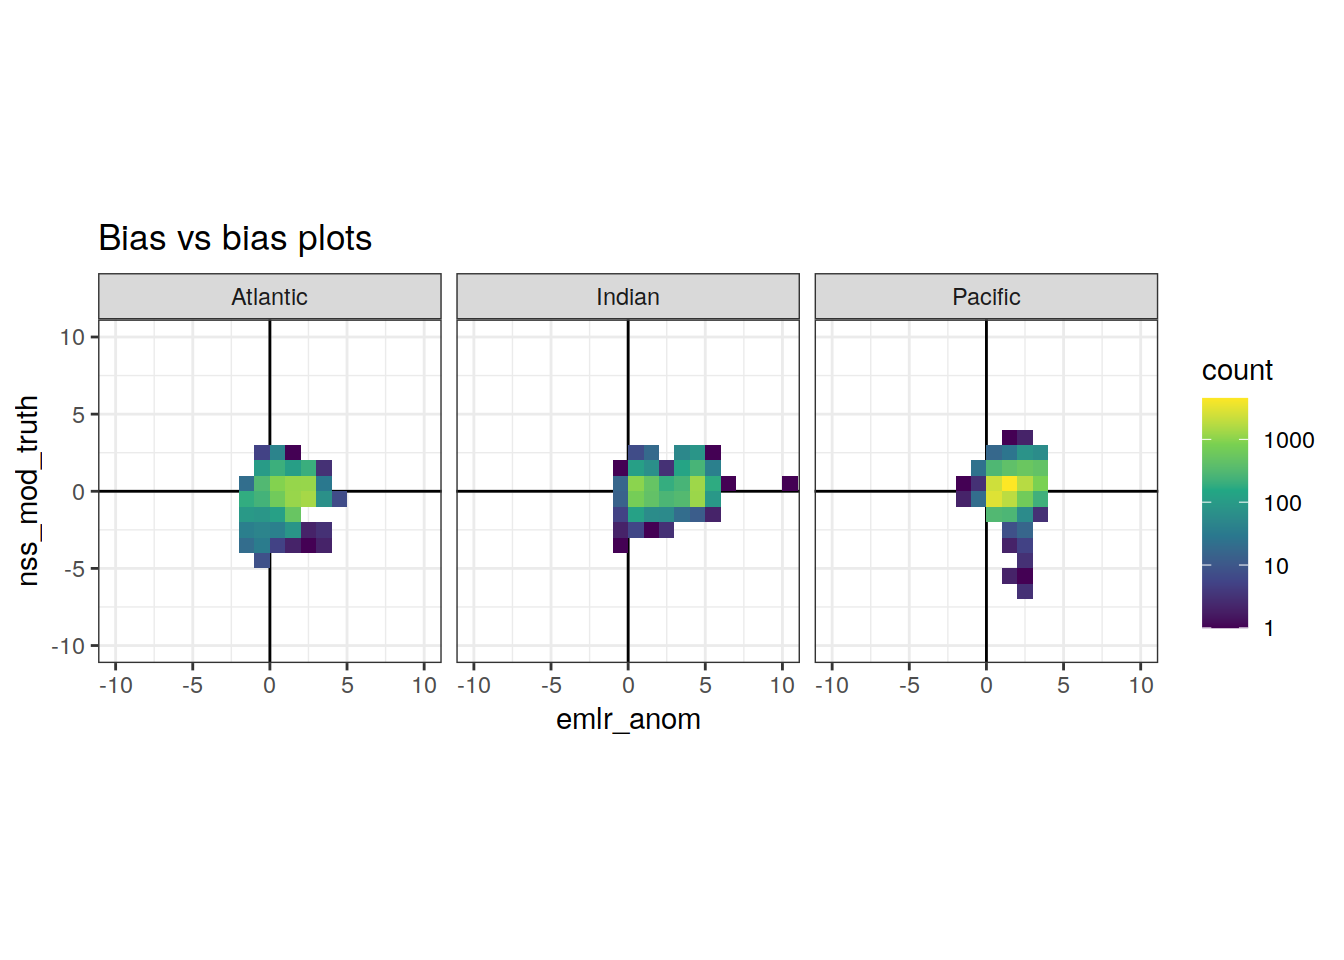 Bias vs bias plots
Atlantic
Indian
Pacific
nss_mod_truth
10
5
0
-5
-10
-10 -5 0 5 10
-10 -5 0 5 10
-10 -5 0 5 10
emlr_anom
count
1000
100
10
1